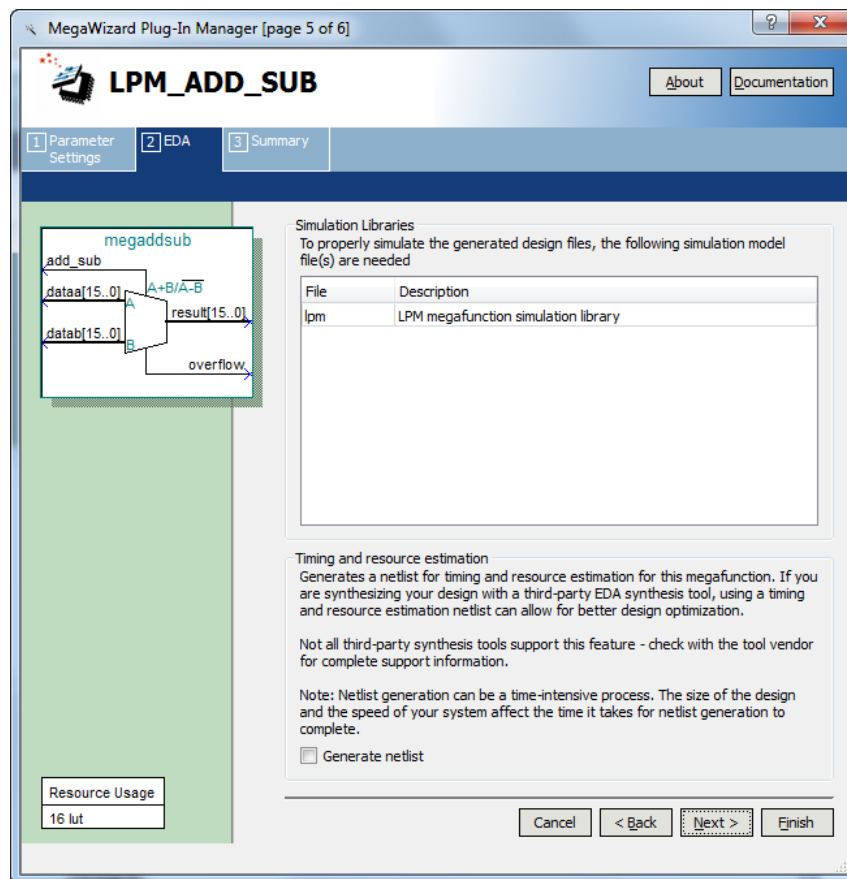 MegaWizard Plug-In Manager [page 5 of 6]
?
X
LPM_ADD_SUB
About
Documentation
1 Parameter
Settings
2 EDA
3 Summary
megaddsub
add_sub
A+B/A-B
dataa[15..0]
A
result[15..0]
datab[15..0]
B
overflow
Resource Usage
16 lut
Simulation Libraries
To properly simulate the generated design files, the following simulation model
file(s) are needed
File Description
lpm LPM megafunction simulation library
Timing and resource estimation
Generates a netlist for timing and resource estimation for this megafunction. If you
are synthesizing your design with a third-party EDA synthesis tool, using a timing
and resource estimation netlist can allow for better design optimization.
Not all third-party synthesis tools support this feature - check with the tool vendor
for complete support information.
Note: Netlist generation can be a time-intensive process. The size of the design
and the speed of your system affect the time it takes for netlist generation to
complete.
Generate netlist
Cancel
< Back
Next >
Finish